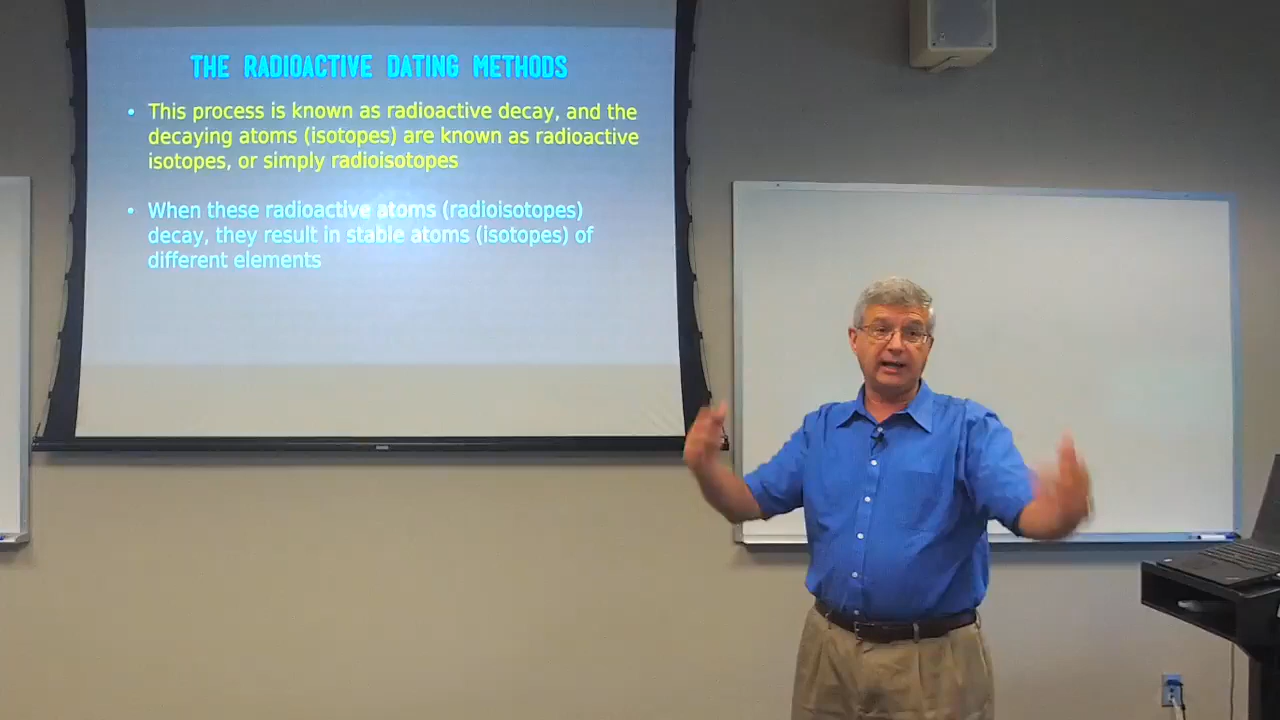 THE RADIOACTIVE DATING METHODS
• This process is known as radioactive decay, and the
decaying atoms (isotopes) are known as radioactive
isotopes, or simply radioisotopes
• When these radioactive atoms (radioisotopes)
decay, they result in stable atoms (isotopes) of
different elements